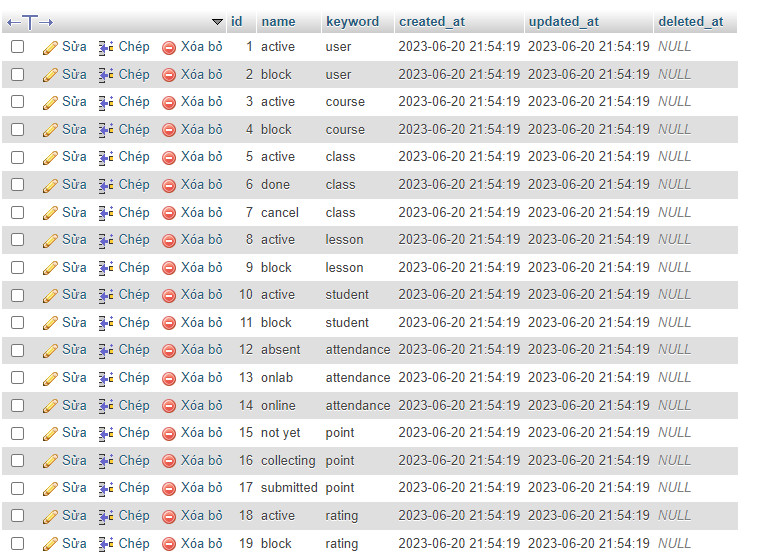 ←T→ id name keyword created_at updated_at deleted_at
Sửa Chép Xóa bỏ 1 active user 2023-06-20 21:54:19 2023-06-20 21:54:19 NULL
Sửa Chép Xóa bỏ 2 block user 2023-06-20 21:54:19 2023-06-20 21:54:19 NULL
Sửa Chép Xóa bỏ 3 active course 2023-06-20 21:54:19 2023-06-20 21:54:19 NULL
Sửa Chép Xóa bỏ 4 block course 2023-06-20 21:54:19 2023-06-20 21:54:19 NULL
Sửa Chép Xóa bỏ 5 active class 2023-06-20 21:54:19 2023-06-20 21:54:19 NULL
Sửa Chép Xóa bỏ 6 done class 2023-06-20 21:54:19 2023-06-20 21:54:19 NULL
Sửa Chép Xóa bỏ 7 cancel class 2023-06-20 21:54:19 2023-06-20 21:54:19 NULL
Sửa Chép Xóa bỏ 8 active lesson 2023-06-20 21:54:19 2023-06-20 21:54:19 NULL
Sửa Chép Xóa bỏ 9 block lesson 2023-06-20 21:54:19 2023-06-20 21:54:19 NULL
Sửa Chép Xóa bỏ 10 active student 2023-06-20 21:54:19 2023-06-20 21:54:19 NULL
Sửa Chép Xóa bỏ 11 block student 2023-06-20 21:54:19 2023-06-20 21:54:19 NULL
Sửa Chép Xóa bỏ 12 absent attendance 2023-06-20 21:54:19 2023-06-20 21:54:19 NULL
Sửa Chép Xóa bỏ 13 onlab attendance 2023-06-20 21:54:19 2023-06-20 21:54:19 NULL
Sửa Chép Xóa bỏ 14 online attendance 2023-06-20 21:54:19 2023-06-20 21:54:19 NULL
Sửa Chép Xóa bỏ 15 not yet point 2023-06-20 21:54:19 2023-06-20 21:54:19 NULL
Sửa Chép Xóa bỏ 16 collecting point 2023-06-20 21:54:19 2023-06-20 21:54:19 NULL
Sửa Chép Xóa bỏ 17 submitted point 2023-06-20 21:54:19 2023-06-20 21:54:19 NULL
Sửa Chép Xóa bỏ 18 active rating 2023-06-20 21:54:19 2023-06-20 21:54:19 NULL
Sửa Chép Xóa bỏ 19 block rating 2023-06-20 21:54:19 2023-06-20 21:54:19 NULL